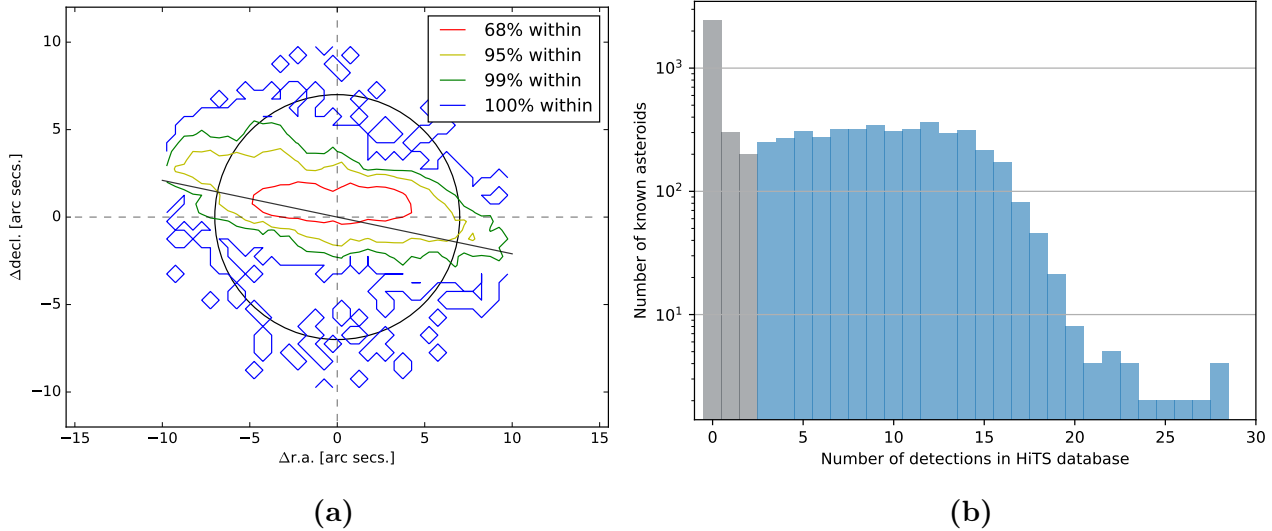 68% within
95% within
99% within
100% within
10
5
0
−5
−10
Δdecl. [arc secs.]
−15
−10
−5
0
5
10
15
Δr.a. [arc secs.]
(a)
10³
10²
10¹
Number of known asteroids
0
5
10
15
20
25
30
Number of detections in HiTS database
(b)